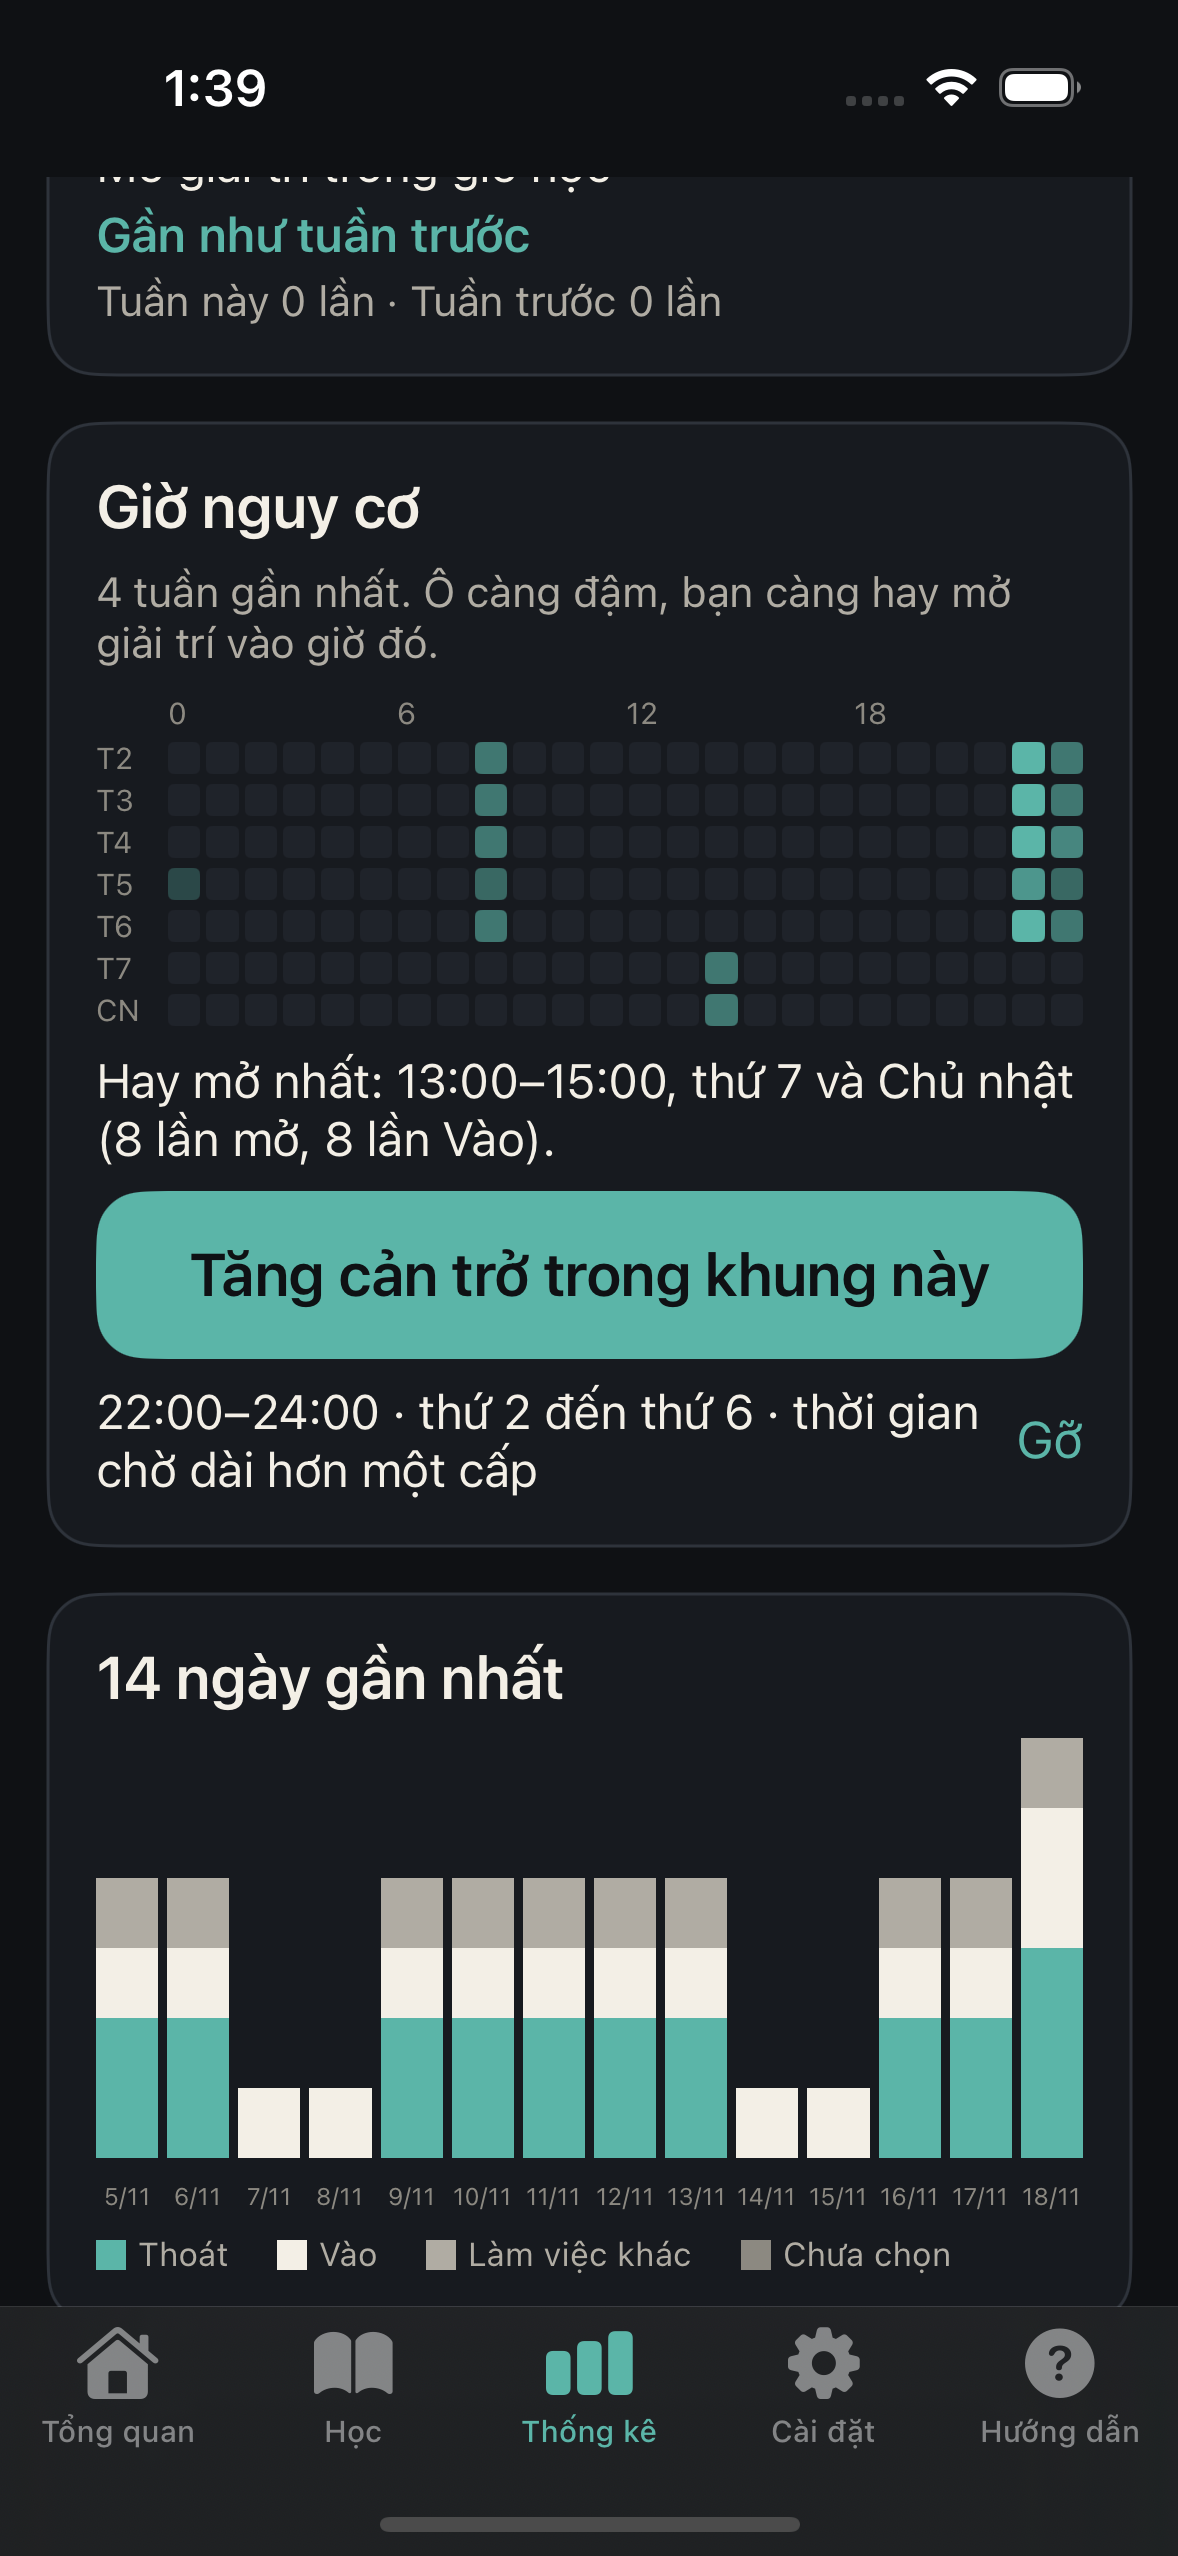 1:39
Mở giải trí trong giờ học
Gần như tuần trước
Tuần này 0 lần · Tuần trước 0 lần
Giờ nguy cơ
4 tuần gần nhất. Ô càng đậm, bạn càng hay mở
giải trí vào giờ đó.
0 6 12 18
T2
T3
T4
T5
T6
T7
CN
Hay mở nhất: 13:00–15:00, thứ 7 và Chủ nhật
(8 lần mở, 8 lần Vào).
Tăng cản trở trong khung này
22:00–24:00 · thứ 2 đến thứ 6 · thời gian
chờ dài hơn một cấp
Gỡ
14 ngày gần nhất
5/11 6/11 7/11 8/11 9/11 10/11 11/11 12/11 13/11 14/11 15/11 16/11 17/11 18/11
Thoát Vào Làm việc khác Chưa chọn
Tổng quan Học Thống kê Cài đặt Hướng dẫn